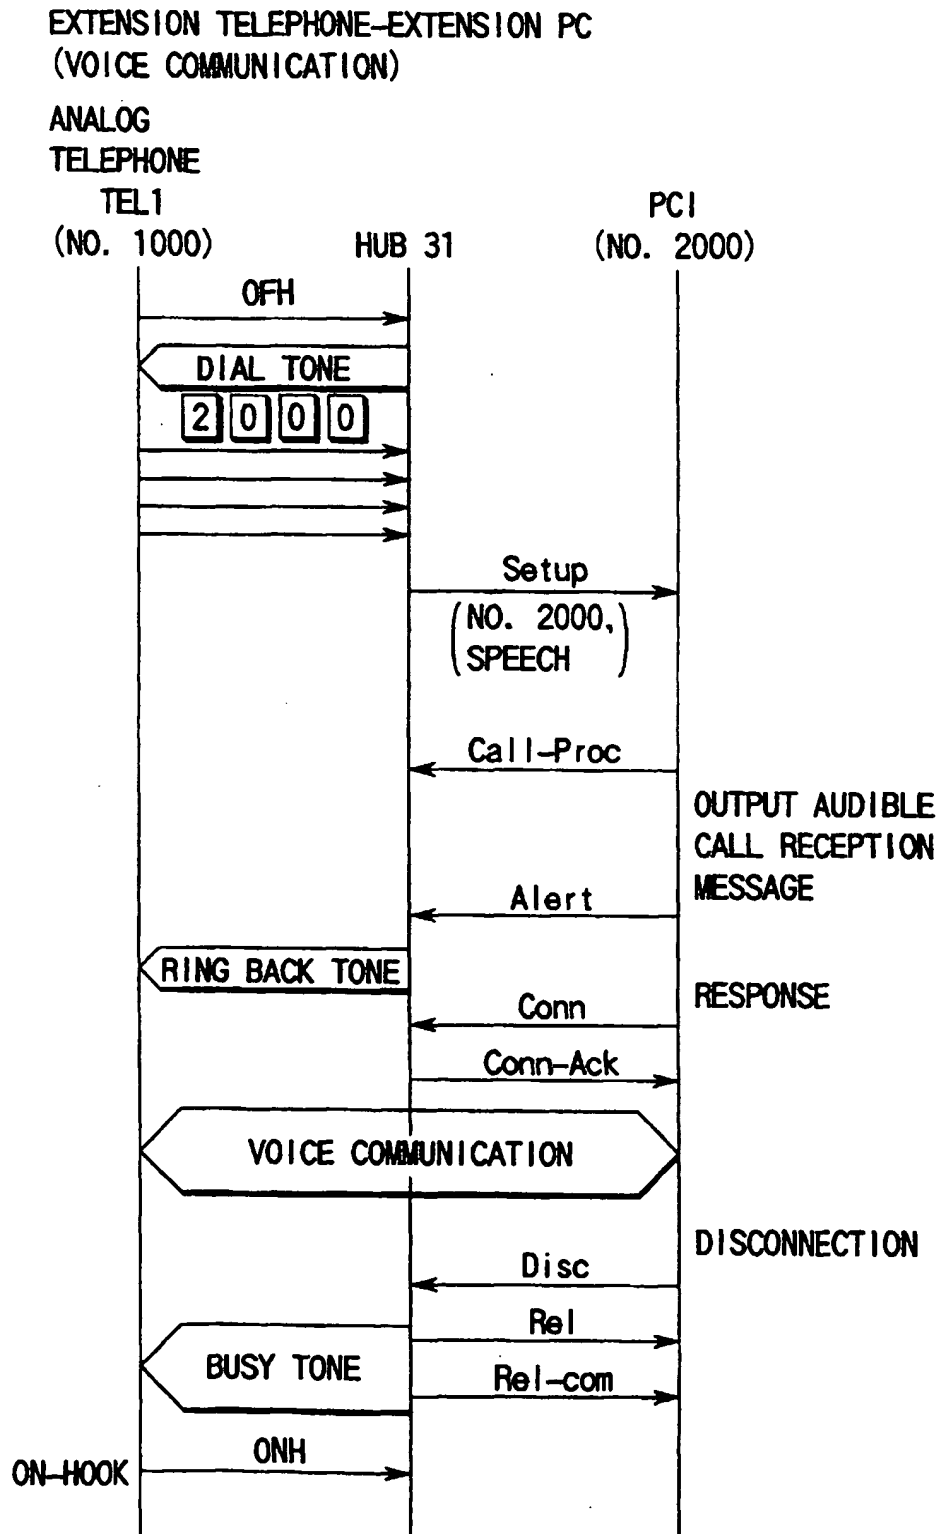 EXTENSION TELEPHONE-EXTENSION PC
(VOICE COMMUNICATION)
ANALOG
TELEPHONE
TEL1
(NO. 1000)
HUB 31
PC1
(NO. 2000)
OFH
DIAL TONE
2 0 0 0
Setup
(NO. 2000,
SPEECH)
Call-Proc
OUTPUT AUDIBLE
CALL RECEPTION
MESSAGE
Alert
RING BACK TONE
RESPONSE
Conn
Conn-Ack
VOICE COMMUNICATION
DISCONNECTION
Disc
Rel
BUSY TONE
Rel-com
ONH
ON-HOOK